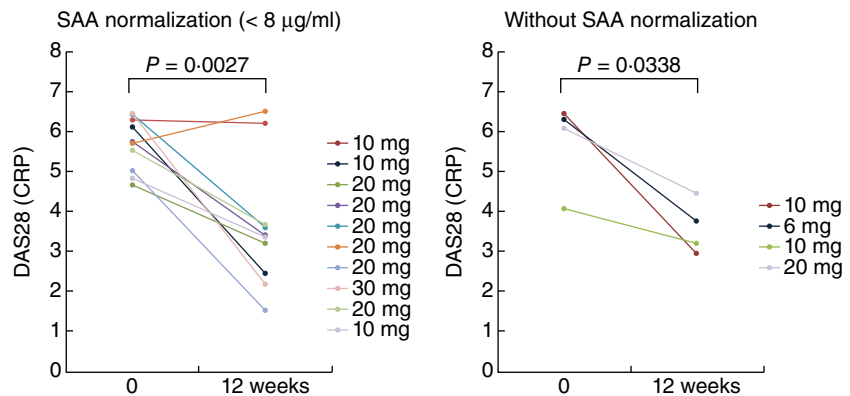 SAA normalization (< 8 µg/ml)
P = 0·0027
DAS28 (CRP)
8
7
6
5
4
3
2
1
0
0
12 weeks
10 mg
10 mg
20 mg
20 mg
20 mg
20 mg
20 mg
30 mg
20 mg
10 mg
Without SAA normalization
P = 0·0338
DAS28 (CRP)
8
7
6
5
4
3
2
1
0
0
12 weeks
10 mg
6 mg
10 mg
20 mg